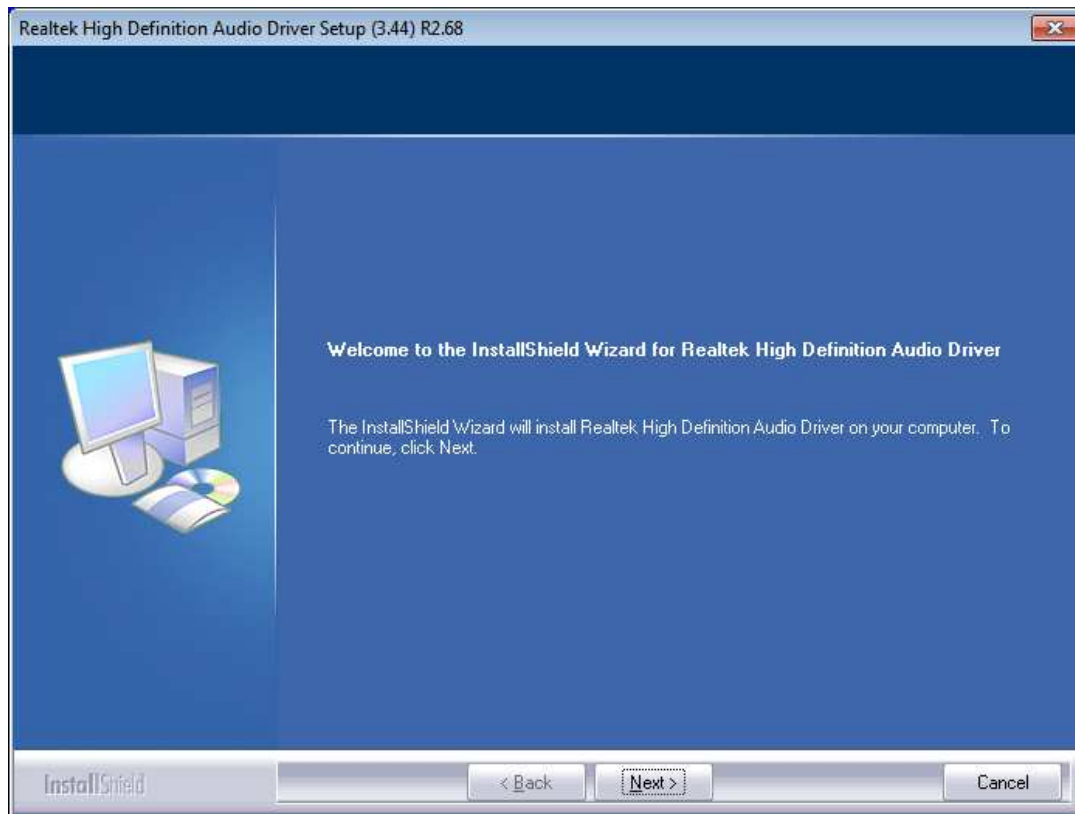 Realtek High Definition Audio Driver Setup (3.44) R2.68
Welcome to the InstallShield Wizard for Realtek High Definition Audio Driver
The InstallShield Wizard will install Realtek High Definition Audio Driver on your computer. To
continue, click Next.
InstallShield
< Back
Next >
Cancel